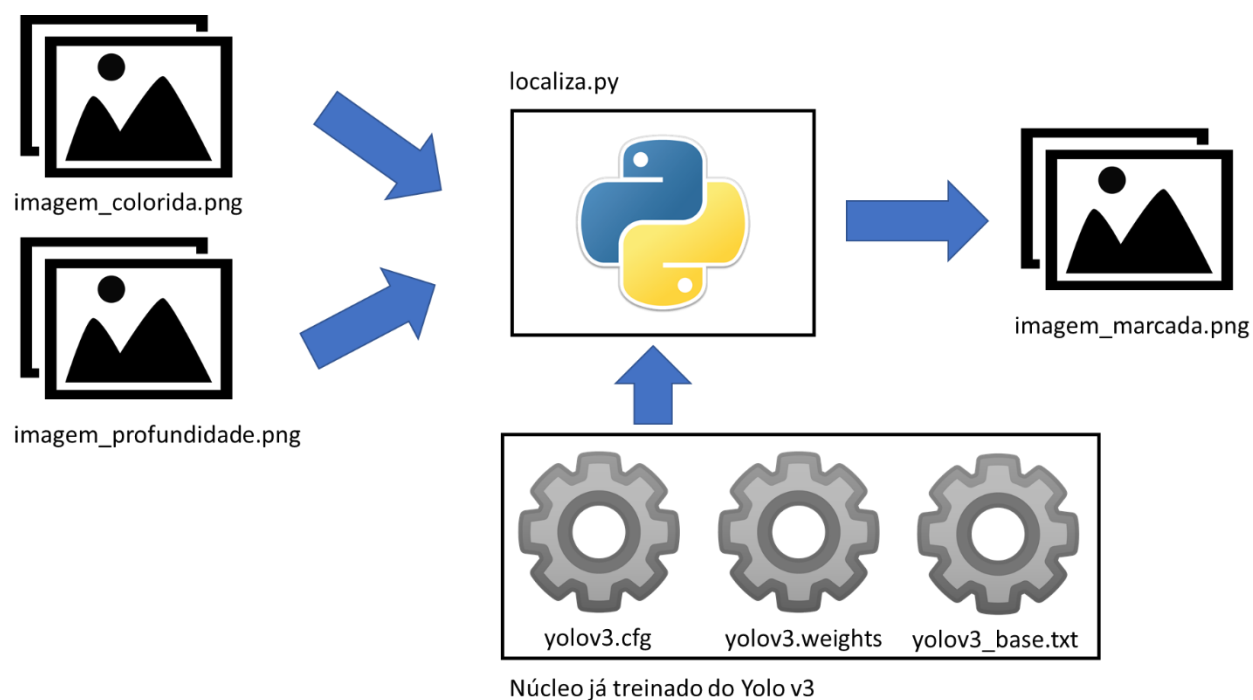 imagem_colorida.png
imagem_profundidade.png
localiza.py
imagem_marcada.png
yolov3.cfg
yolov3.weights
yolov3_base.txt
Núcleo já treinado do Yolo v3